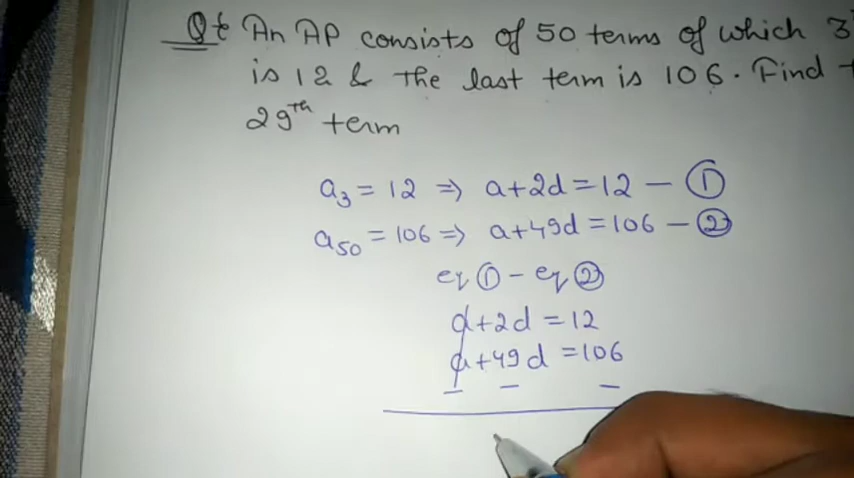 Q6 An AP consists of 50 terms of which 3
is 12 & the last term is 106. Find
29th term
a3 = 12 => a+2d = 12 — ①
a50 = 106 => a+49d = 106 — ②
eq ① - eq ②
a+2d = 12
a+49d = 106
— — —